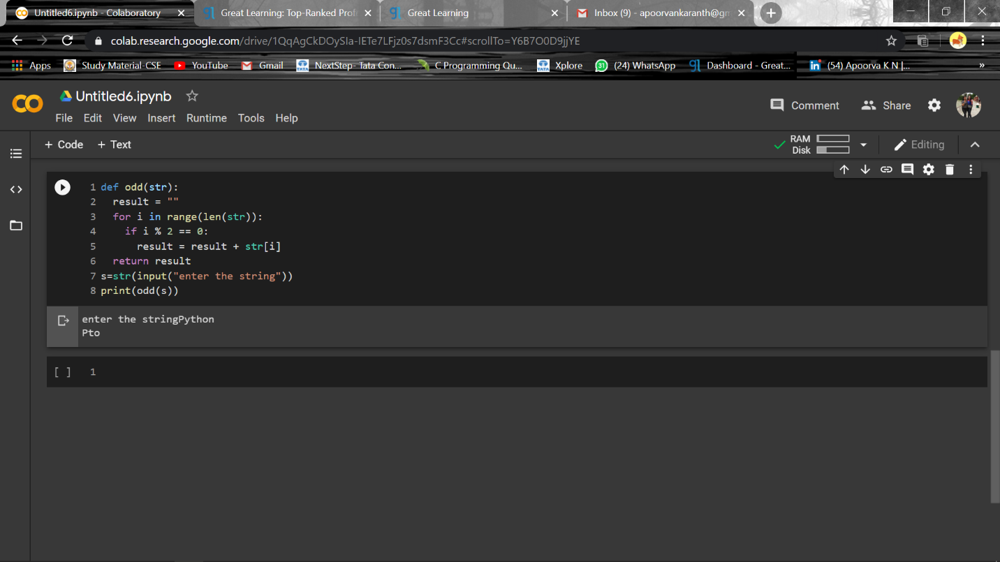 Untitled6.ipynb - Colaboratory
Great Learning: Top-Ranked Prof
Great Learning
Inbox (9) - apoorvankaranth@gm
colab.research.google.com/drive/1QqAgCkDOySIa-IETe7LFjz0s7dsmF3Cc#scrollTo=Y6B7O0D9jjYE
Apps Study Material-CSE YouTube Gmail NextStep- Tata Con... C Programming Qu... Xplore (24) WhatsApp Dashboard - Great... (54) Apoorva K N |... »
Untitled6.ipynb
File Edit View Insert Runtime Tools Help
Comment Share
+ Code + Text
RAM
Disk
Editing
1 def odd(str):
2   result = ""
3   for i in range(len(str)):
4     if i % 2 == 0:
5       result = result + str[i]
6   return result
7 s=str(input("enter the string"))
8 print(odd(s))
enter the stringPython
Pto
[ ] 1